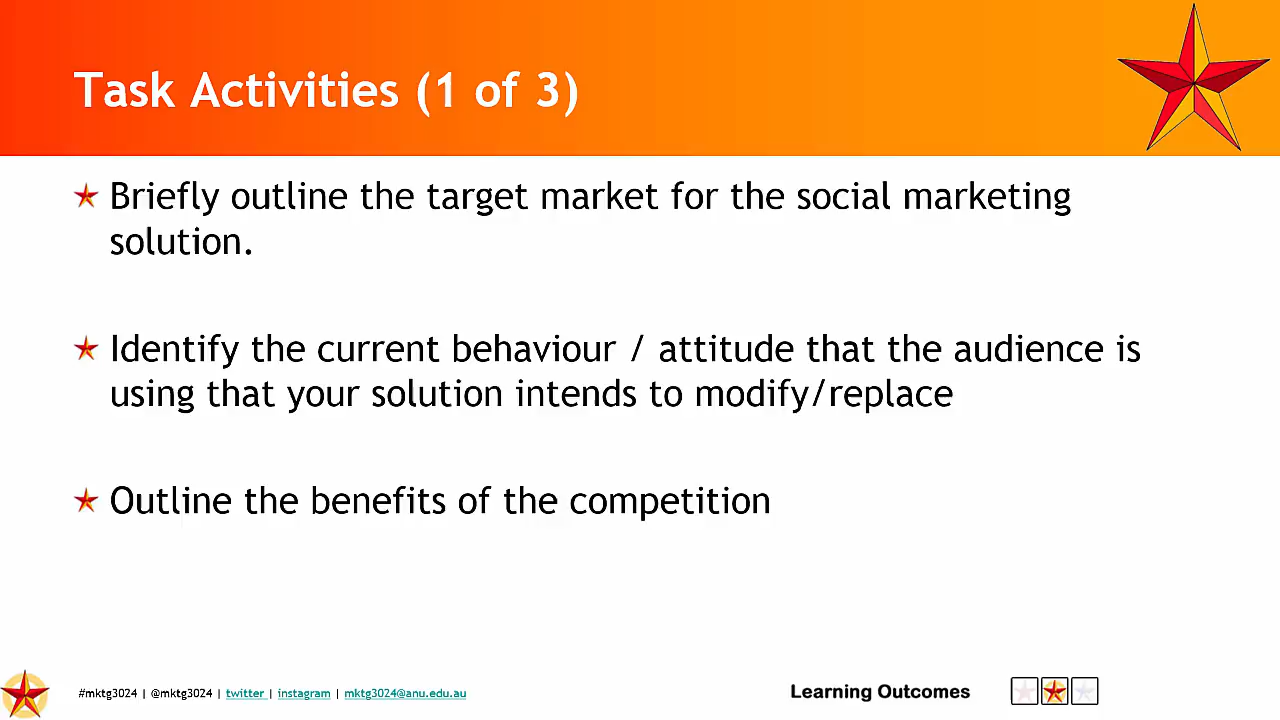 Task Activities (1 of 3)
Briefly outline the target market for the social marketing
solution.
Identify the current behaviour / attitude that the audience is
using that your solution intends to modify/replace
Outline the benefits of the competition
#mktg3024 | @mktg3024 | twitter | instagram | mktg3024@anu.edu.au
Learning Outcomes